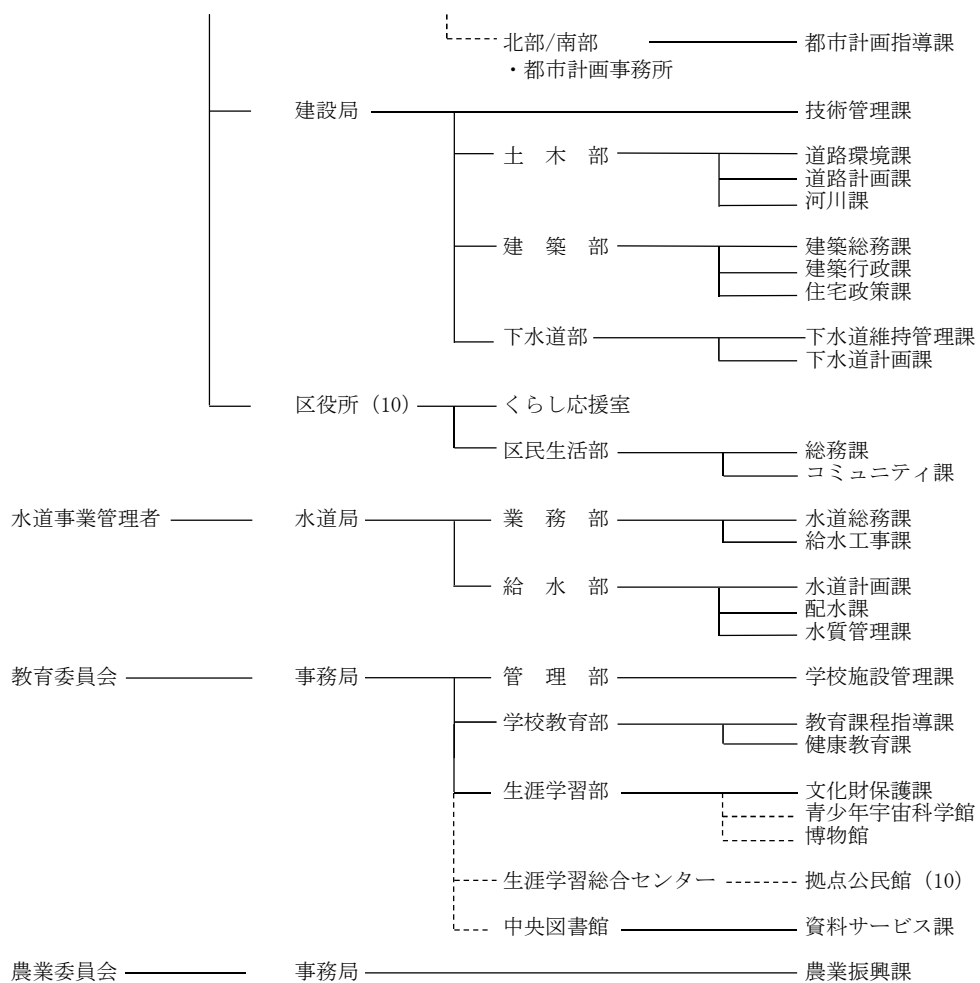 北部/南部 都市計画指導課
・都市計画事務所
建設局 技術管理課
土　木　部 道路環境課
道路計画課
河川課
建　築　部 建築総務課
建築行政課
住宅政策課
下水道部 下水道維持管理課
下水道計画課
区役所（10） くらし応援室
区民生活部 総務課
コミュニティ課
水道事業管理者 水道局 業　務　部 水道総務課
給水工事課
給　水　部 水道計画課
配水課
水質管理課
教育委員会 事務局 管　理　部 学校施設管理課
学校教育部 教育課程指導課
健康教育課
生涯学習部 文化財保護課
青少年宇宙科学館
博物館
生涯学習総合センター 拠点公民館（10）
中央図書館 資料サービス課
農業委員会 事務局 農業振興課